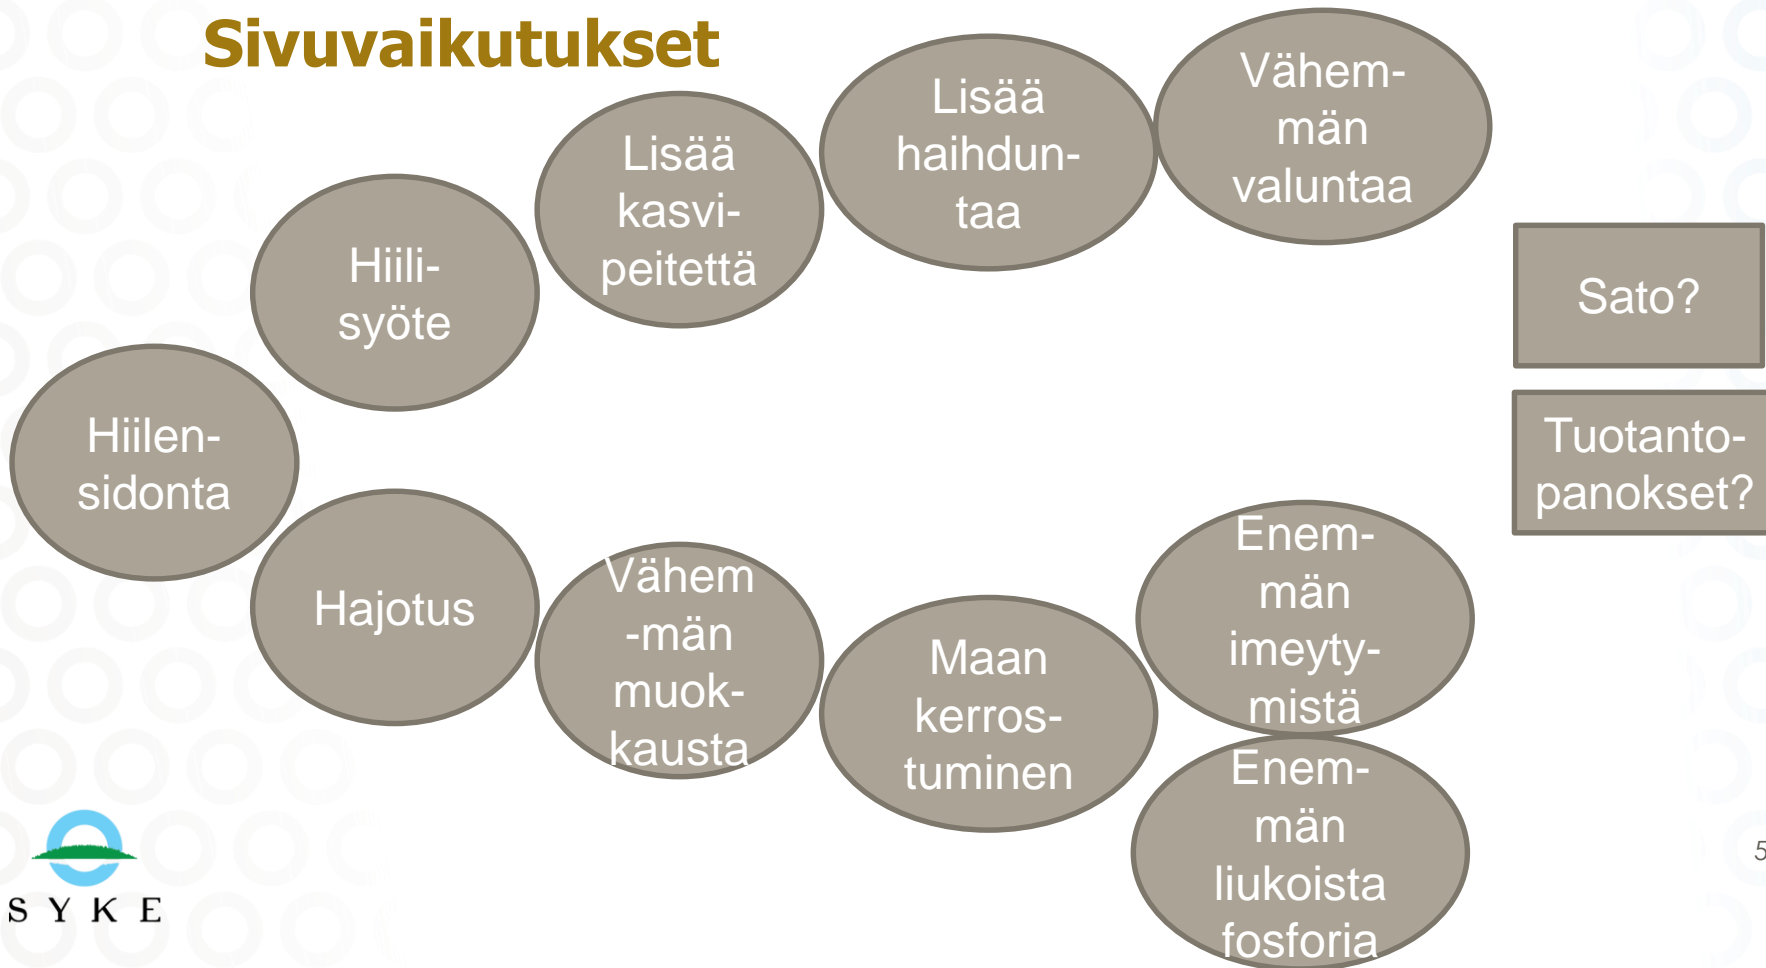 Sivuvaikutukset
Hiilen-
sidonta
Hiili-
syöte
Lisää
kasvi-
peitettä
Lisää
haihdun-
taa
Vähem-
män
valuntaa
Sato?
Tuotanto-
panokset?
Hajotus
Vähem
-män
muok-
kausta
Maan
kerros-
tuminen
Enem-
män
imeyty-
mistä
Enem-
män
liukoista
fosforia
SYKE
5